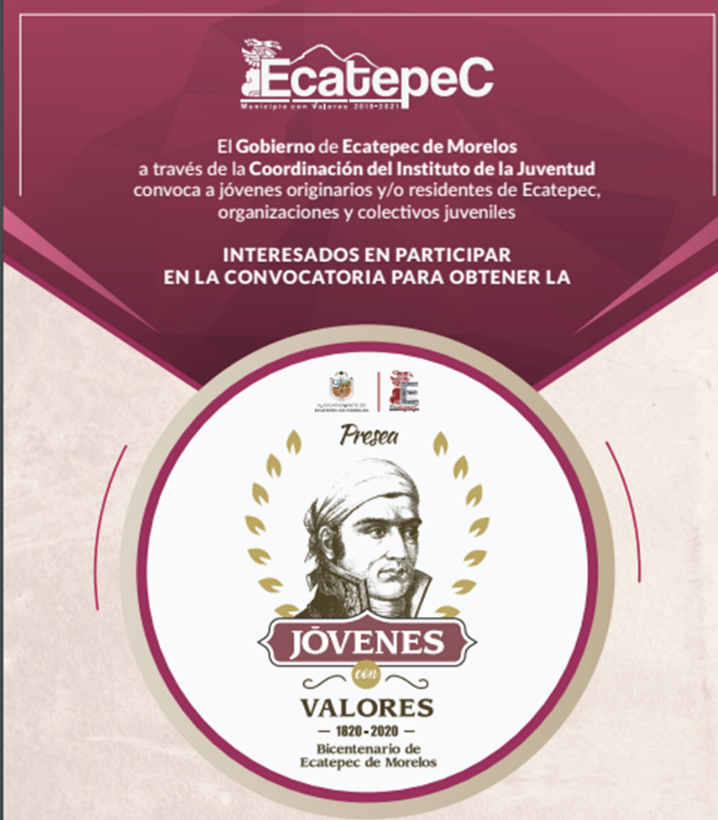 EcatepeC
Municipio con Valores 2019-2021
El Gobierno de Ecatepec de Morelos
a través de la Coordinación del Instituto de la Juventud
convoca a jóvenes originarios y/o residentes de Ecatepec,
organizaciones y colectivos juveniles
INTERESADOS EN PARTICIPAR
EN LA CONVOCATORIA PARA OBTENER LA
Presea
JÓVENES
con
VALORES
— 1820-2020 —
Bicentenario de
Ecatepec de Morelos